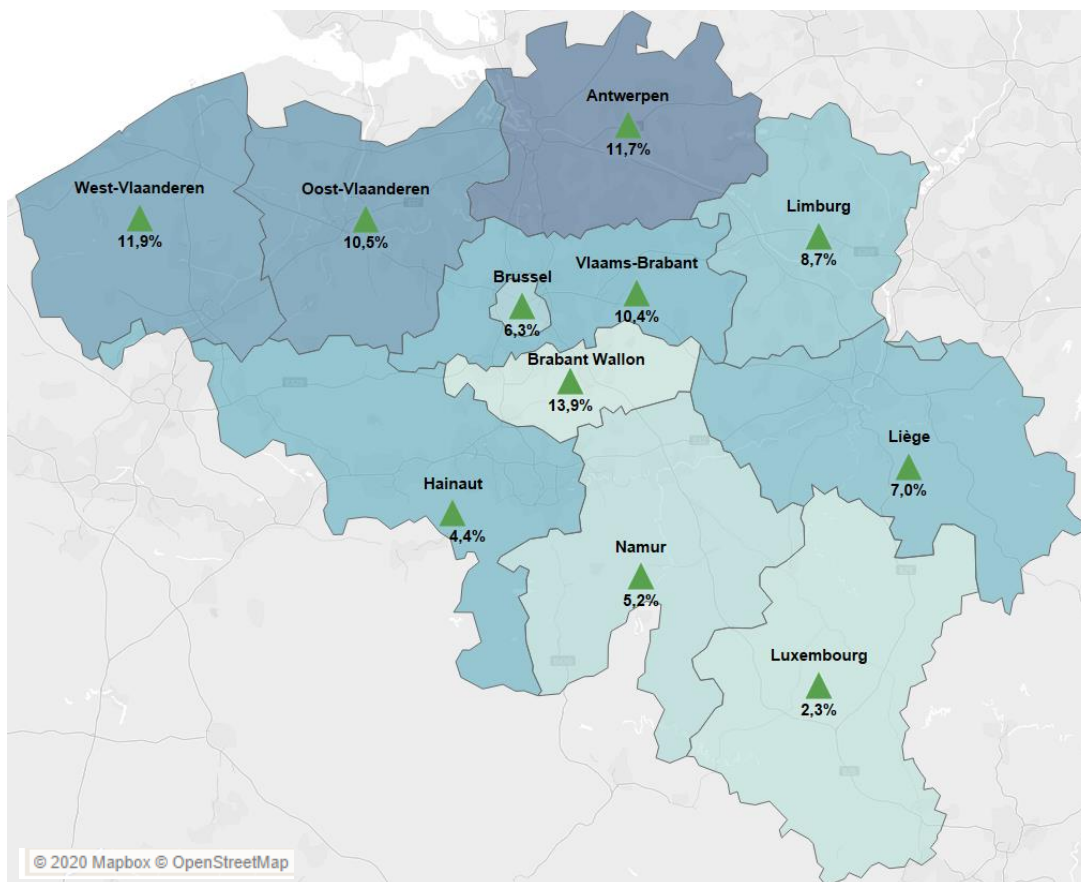 Antwerpen
11,7%
West-Vlaanderen
11,9%
Oost-Vlaanderen
10,5%
Limburg
8,7%
Brussel
6,3%
Vlaams-Brabant
10,4%
Brabant Wallon
13,9%
Liège
7,0%
Hainaut
4,4%
Namur
5,2%
Luxembourg
2,3%
© 2020 Mapbox © OpenStreetMap